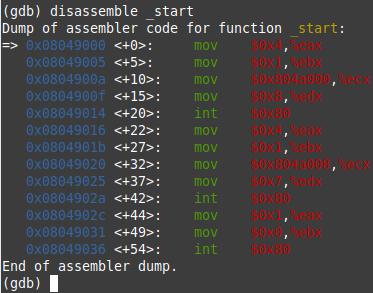 (gdb) disassemble _start
Dump of assembler code for function _start:
=> 0x08049000 <+0>:     mov    $0x4,%eax
   0x08049005 <+5>:     mov    $0x1,%ebx
   0x0804900a <+10>:    mov    $0x804a000,%ecx
   0x0804900f <+15>:    mov    $0x8,%edx
   0x08049014 <+20>:    int    $0x80
   0x08049016 <+22>:    mov    $0x4,%eax
   0x0804901b <+27>:    mov    $0x1,%ebx
   0x08049020 <+32>:    mov    $0x804a008,%ecx
   0x08049025 <+37>:    mov    $0x7,%edx
   0x0804902a <+42>:    int    $0x80
   0x0804902c <+44>:    mov    $0x1,%eax
   0x08049031 <+49>:    mov    $0x0,%ebx
   0x08049036 <+54>:    int    $0x80
End of assembler dump.
(gdb)